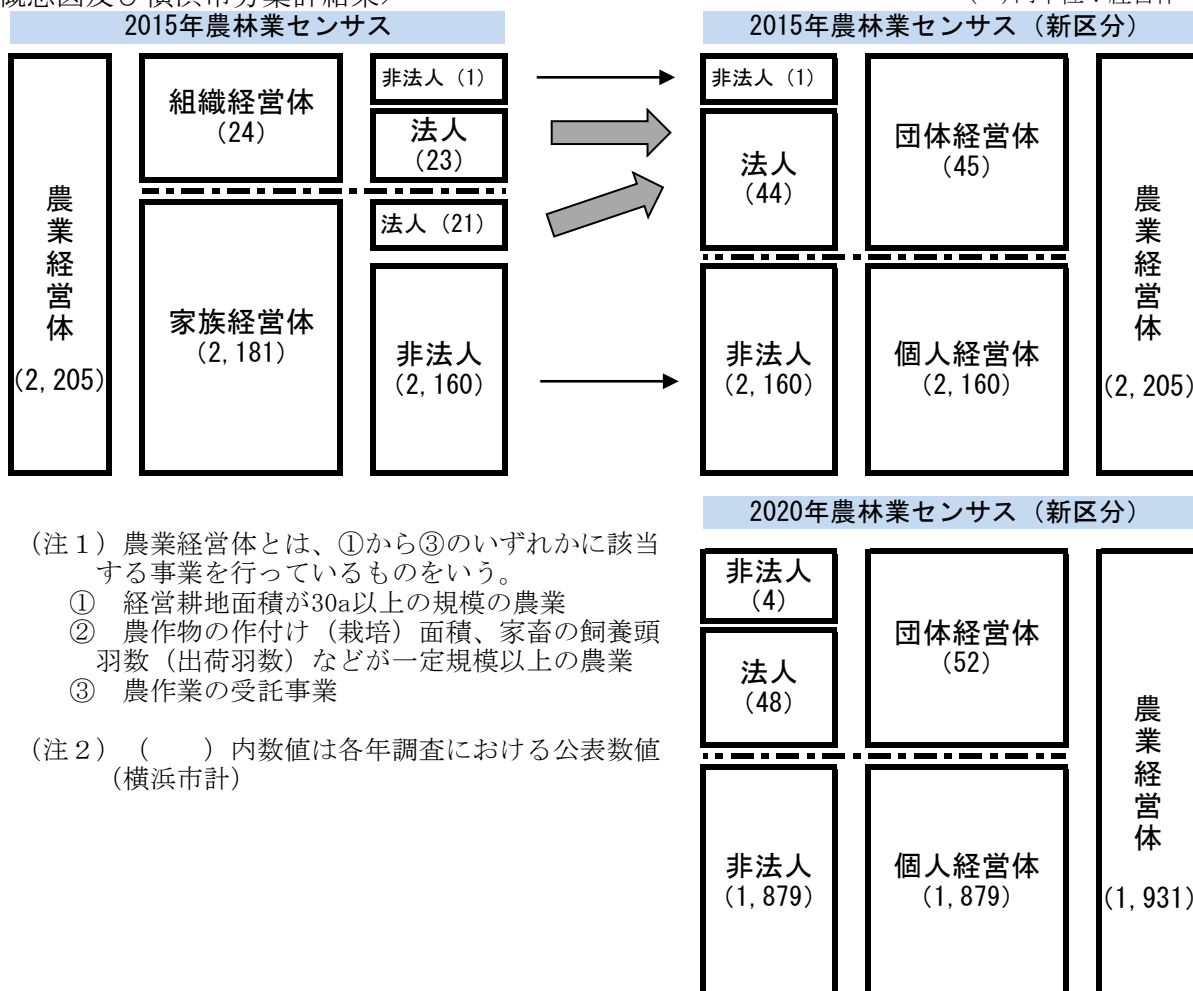 2015年農林業センサス
農業経営体
(2,205)
組織経営体
(24)
家族経営体
(2,181)
非法人(1)
法人
(23)
法人(21)
非法人
(2,160)
2015年農林業センサス(新区分)
非法人(1)
法人
(44)
非法人
(2,160)
団体経営体
(45)
個人経営体
(2,160)
農業経営体
(2,205)
(注1)農業経営体とは、①から③のいずれかに該当
する事業を行っているものをいう。
① 経営耕地面積が30a以上の規模の農業
② 農作物の作付け(栽培)面積、家畜の飼養頭
羽数(出荷羽数)などが一定規模以上の農業
③ 農作業の受託事業
(注2)( )内数値は各年調査における公表数値
(横浜市計)
2020年農林業センサス(新区分)
非法人
(4)
法人
(48)
非法人
(1,879)
団体経営体
(52)
個人経営体
(1,879)
農業経営体
(1,931)